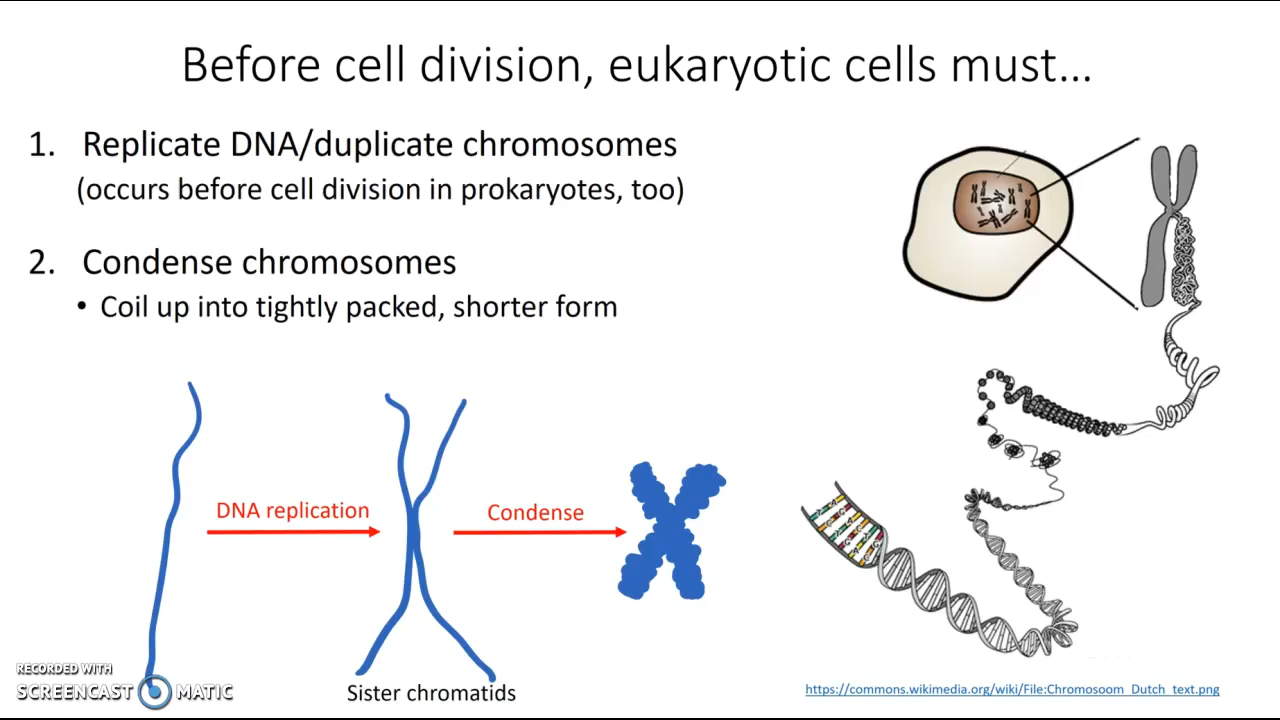 Before cell division, eukaryotic cells must...
1. Replicate DNA/duplicate chromosomes
(occurs before cell division in prokaryotes, too)
2. Condense chromosomes
• Coil up into tightly packed, shorter form
DNA replication
Condense
Sister chromatids
RECORDED WITH
SCREENCAST MATIC
https://commons.wikimedia.org/wiki/File:Chromosoom_Dutch_text.png